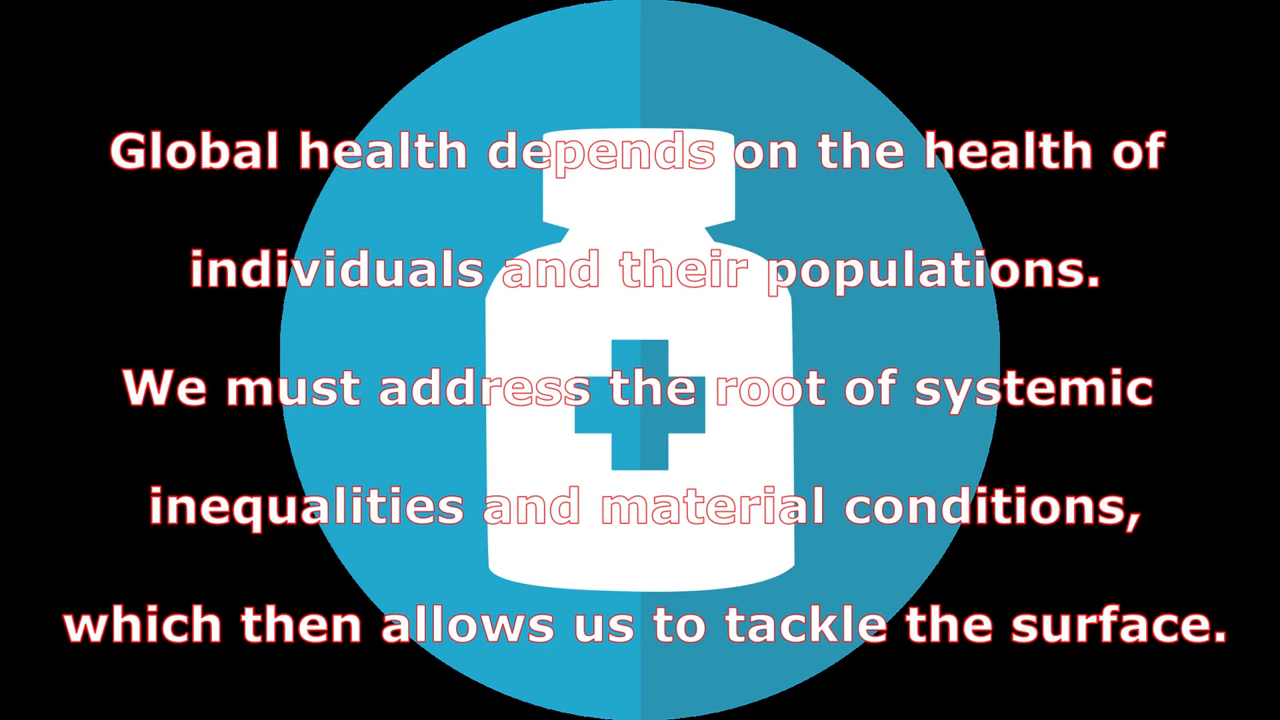 Global health depends on the health of
individuals and their populations.
We must address the root of systemic
inequalities and material conditions,
which then allows us to tackle the surface.